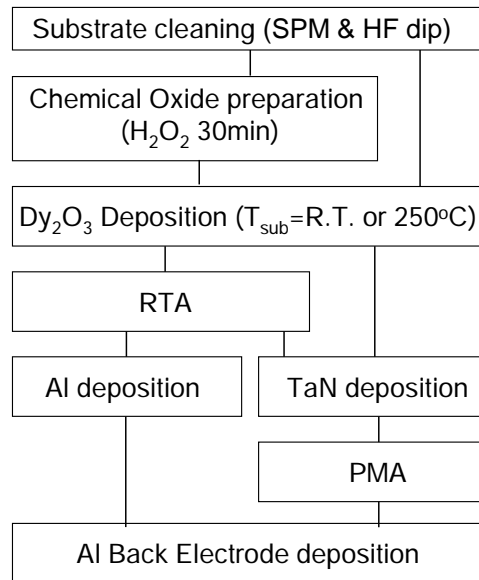 Substrate cleaning (SPM & HF dip)
Chemical Oxide preparation
(H₂O₂ 30min)
Dy₂O₃ Deposition (T_sub=R.T. or 250°C)
RTA
Al deposition
TaN deposition
PMA
Al Back Electrode deposition